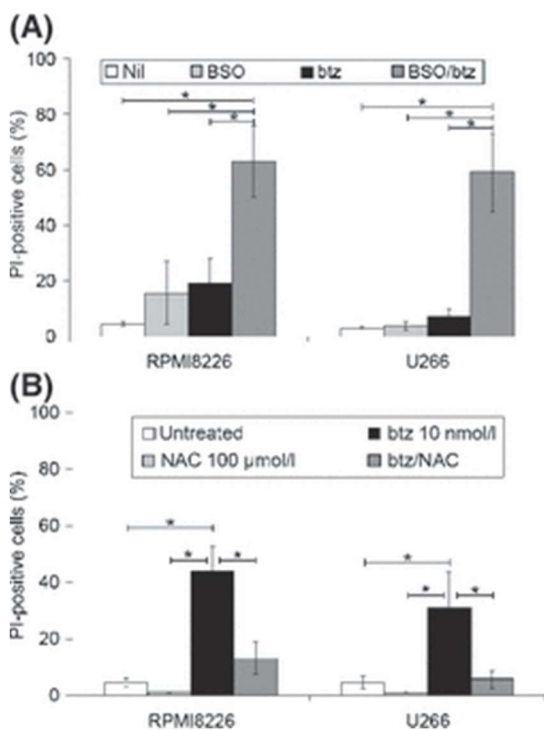 (A)
100
Nil BSO btz BSO/btz
* *
80
* *
* *
60
40
20
0
PI-positive cells (%)
RPMI8226 U266
(B)
100
Untreated btz 10 nmol/l
NAC 100 µmol/l btz/NAC
80
60
* *
40
* * * *
20
0
PI-positive cells (%)
RPMI8226 U266